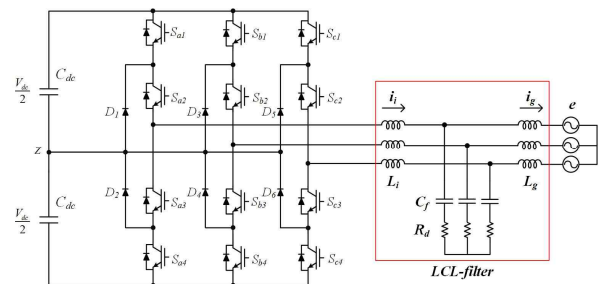 S_a1 S_b1 S_c1
V_dc/2 C_dc
D_1 S_a2 D_3 S_b2 D_5 S_c2
i_i i_g e
z
L_i L_g
D_2 S_a3 D_4 S_b3 D_6 S_c3
C_f
V_dc/2 C_dc
R_d
S_a4 S_b4 S_c4
LCL-filter